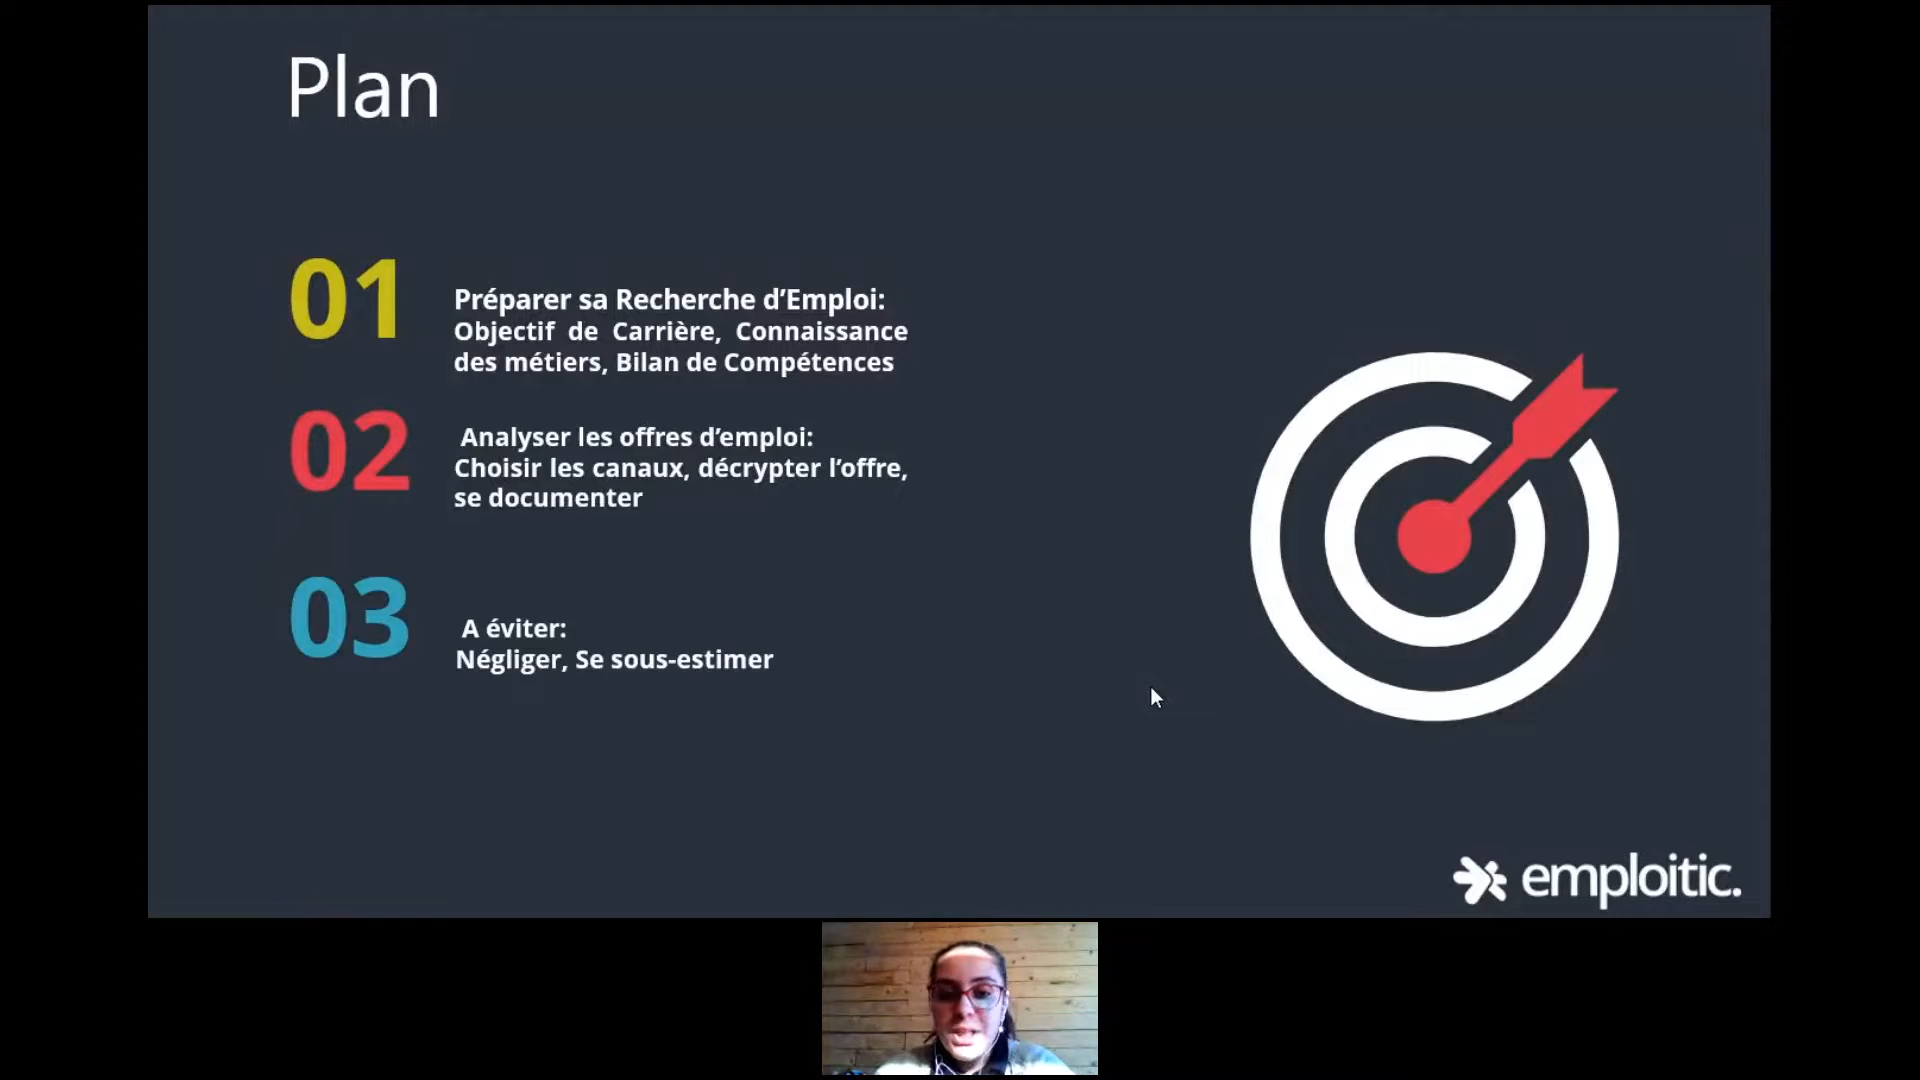 Plan
01
Préparer sa Recherche d’Emploi:
Objectif de Carrière, Connaissance
des métiers, Bilan de Compétences
02
Analyser les offres d’emploi:
Choisir les canaux, décrypter l’offre,
se documenter
03
A éviter:
Négliger, Se sous-estimer
emploitic.